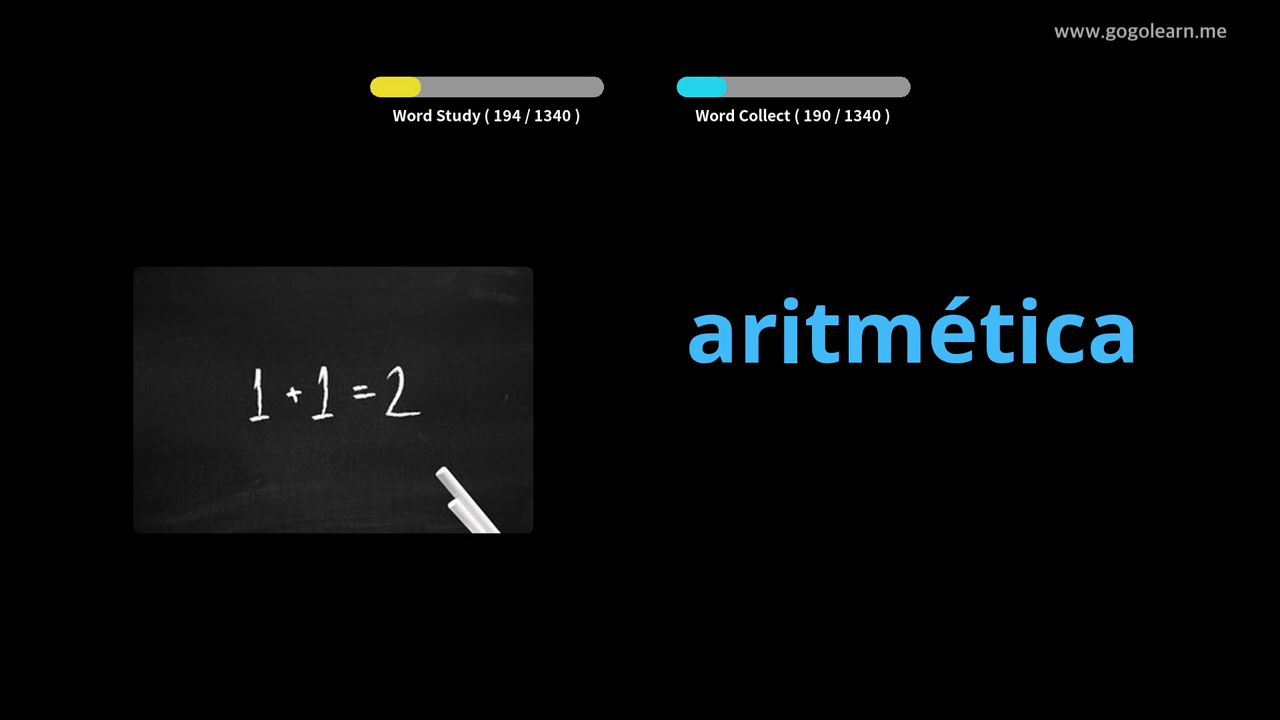 www.gogolearn.me
Word Study ( 194 / 1340 )
Word Collect ( 190 / 1340 )
aritmética
1 + 1 = 2